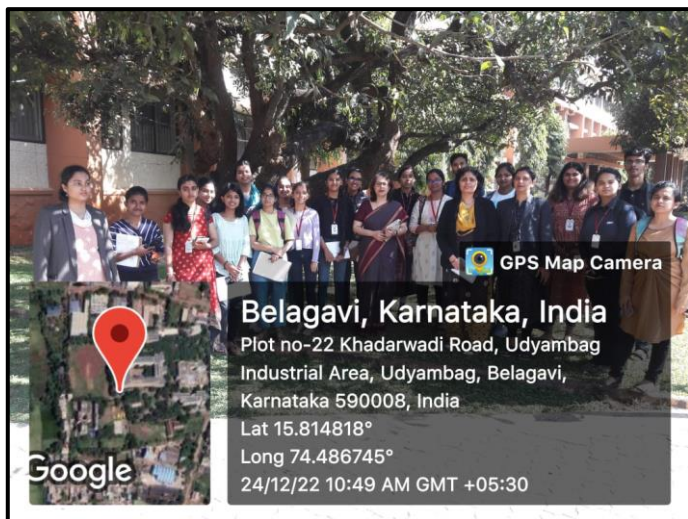 GPS Map Camera
Belagavi, Karnataka, India
Plot no-22 Khadarwadi Road, Udyambag
Industrial Area, Udyambag, Belagavi,
Karnataka 590008, India
Lat 15.814818°
Long 74.486745°
24/12/22 10:49 AM GMT +05:30
Google